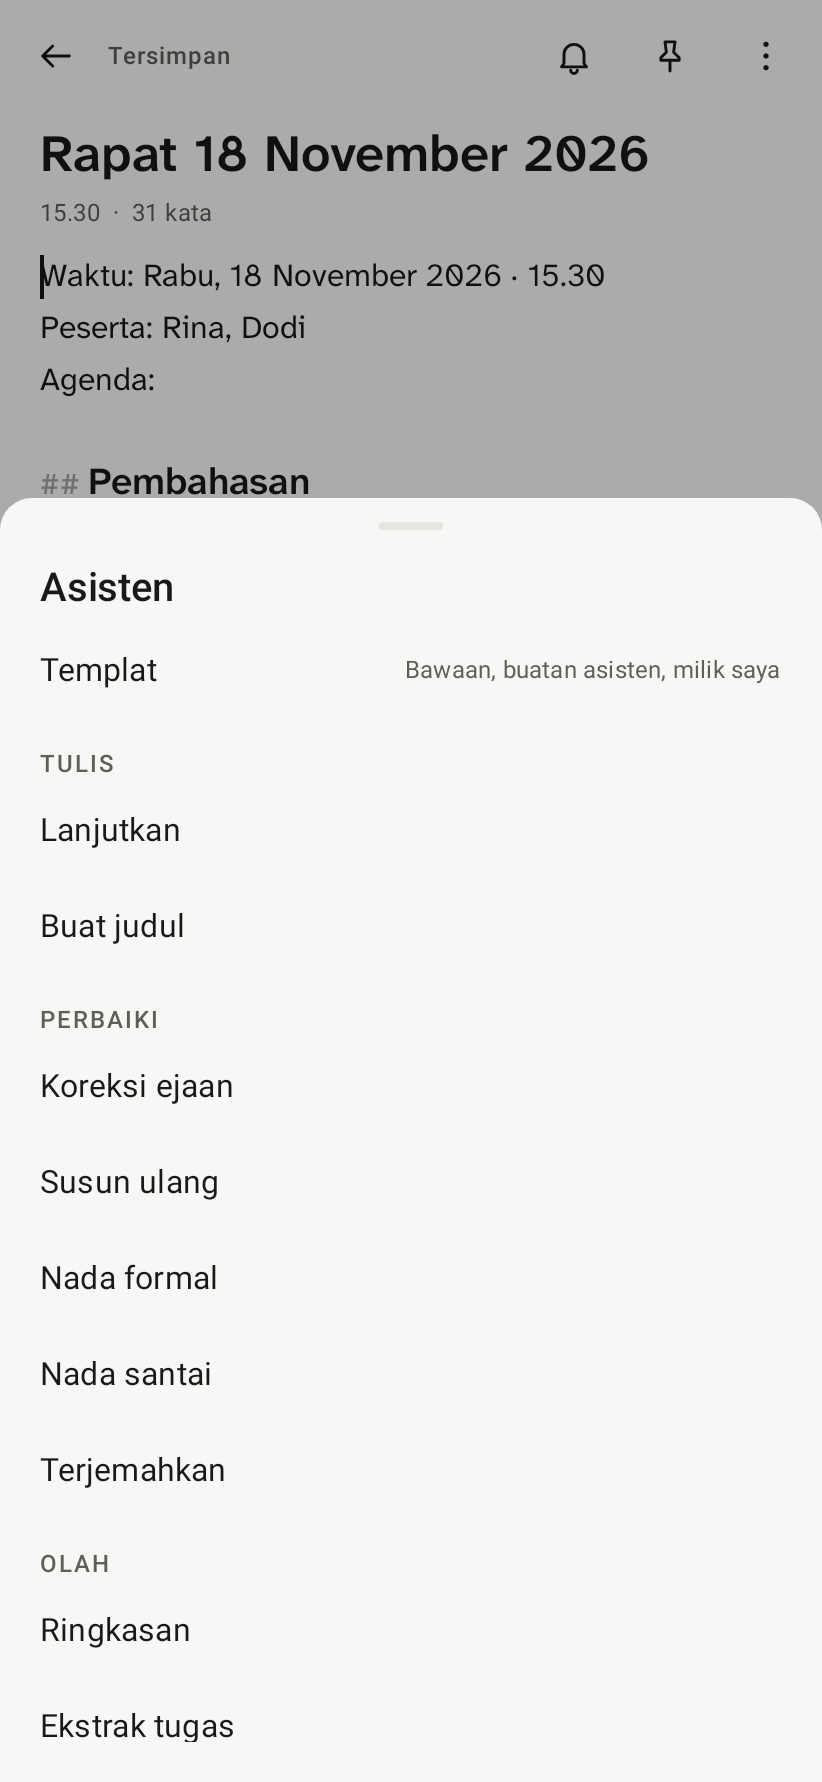 Tersimpan
Rapat 18 November 2026
15.30 · 31 kata
Waktu: Rabu, 18 November 2026 · 15.30
Peserta: Rina, Dodi
Agenda:
## Pembahasan
Asisten
Templat Bawaan, buatan asisten, milik saya
TULIS
Lanjutkan
Buat judul
PERBAIKI
Koreksi ejaan
Susun ulang
Nada formal
Nada santai
Terjemahkan
OLAH
Ringkasan
Ekstrak tugas